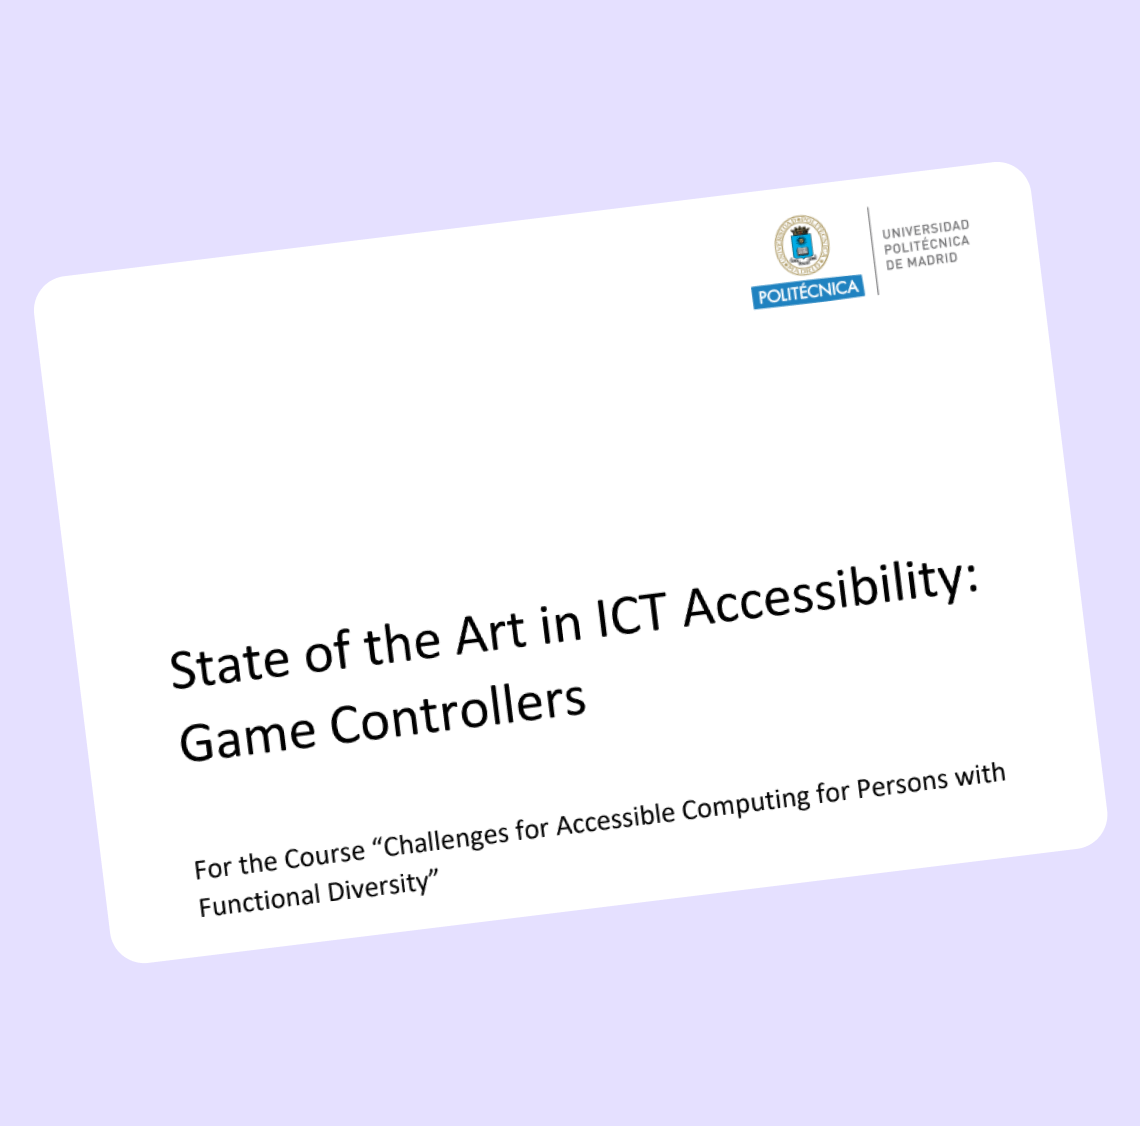 UNIVERSIDAD
POLITÉCNICA
DE MADRID
POLITÉCNICA
State of the Art in ICT Accessibility:
Game Controllers
For the Course “Challenges for Accessible Computing for Persons with
Functional Diversity”